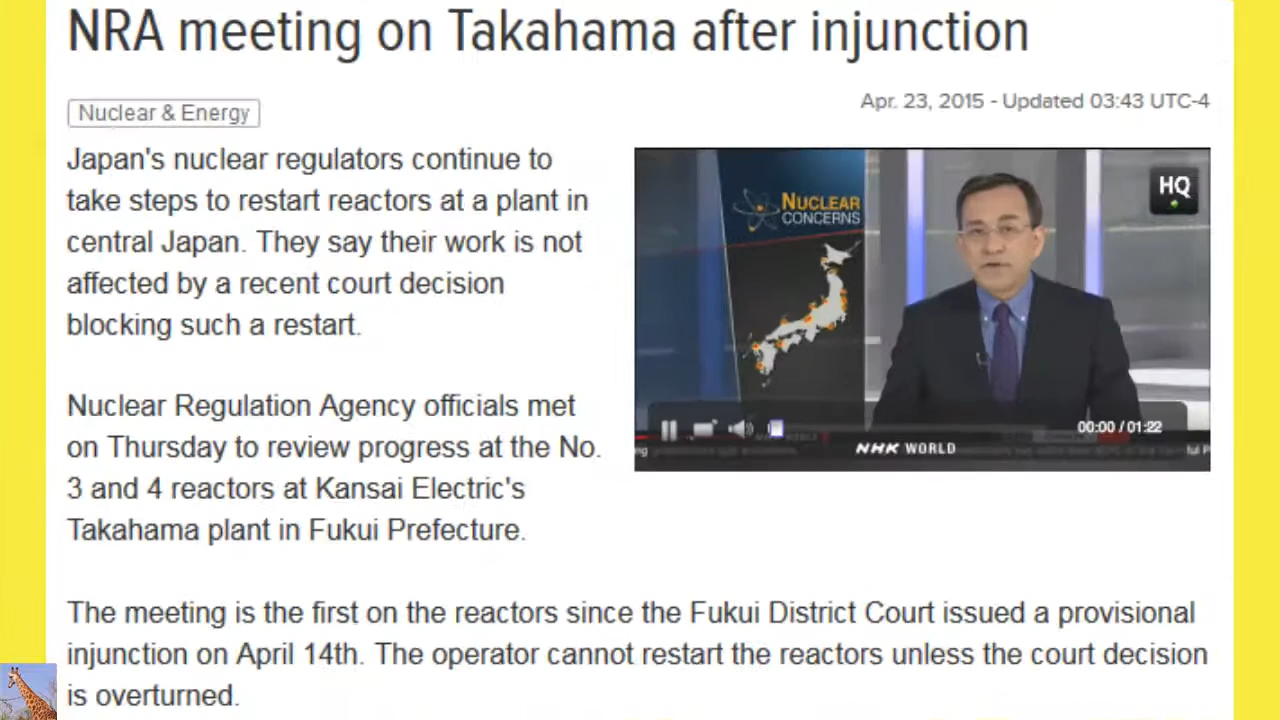 NRA meeting on Takahama after injunction
Nuclear & Energy
Apr. 23, 2015 - Updated 03:43 UTC-4
Japan's nuclear regulators continue to
take steps to restart reactors at a plant in
central Japan. They say their work is not
affected by a recent court decision
blocking such a restart.
HQ
NUCLEAR
CONCERNS
00:00 / 01:22
NHK WORLD
Nuclear Regulation Agency officials met
on Thursday to review progress at the No.
3 and 4 reactors at Kansai Electric's
Takahama plant in Fukui Prefecture.
The meeting is the first on the reactors since the Fukui District Court issued a provisional
injunction on April 14th. The operator cannot restart the reactors unless the court decision
is overturned.